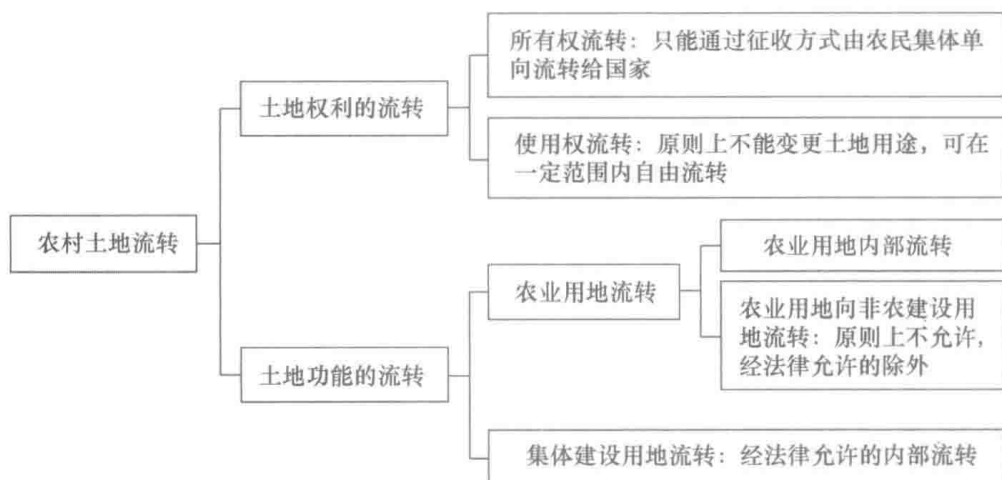 所有权流转：只能通过征收方式由农民集体单
向流转给国家
土地权利的流转
使用权流转：原则上不能变更土地用途，可在
一定范围内自由流转
农村土地流转
农业用地内部流转
农业用地流转
农业用地向非农建设用
地流转：原则上不允许，
经法律允许的除外
土地功能的流转
集体建设用地流转：经法律允许的内部流转